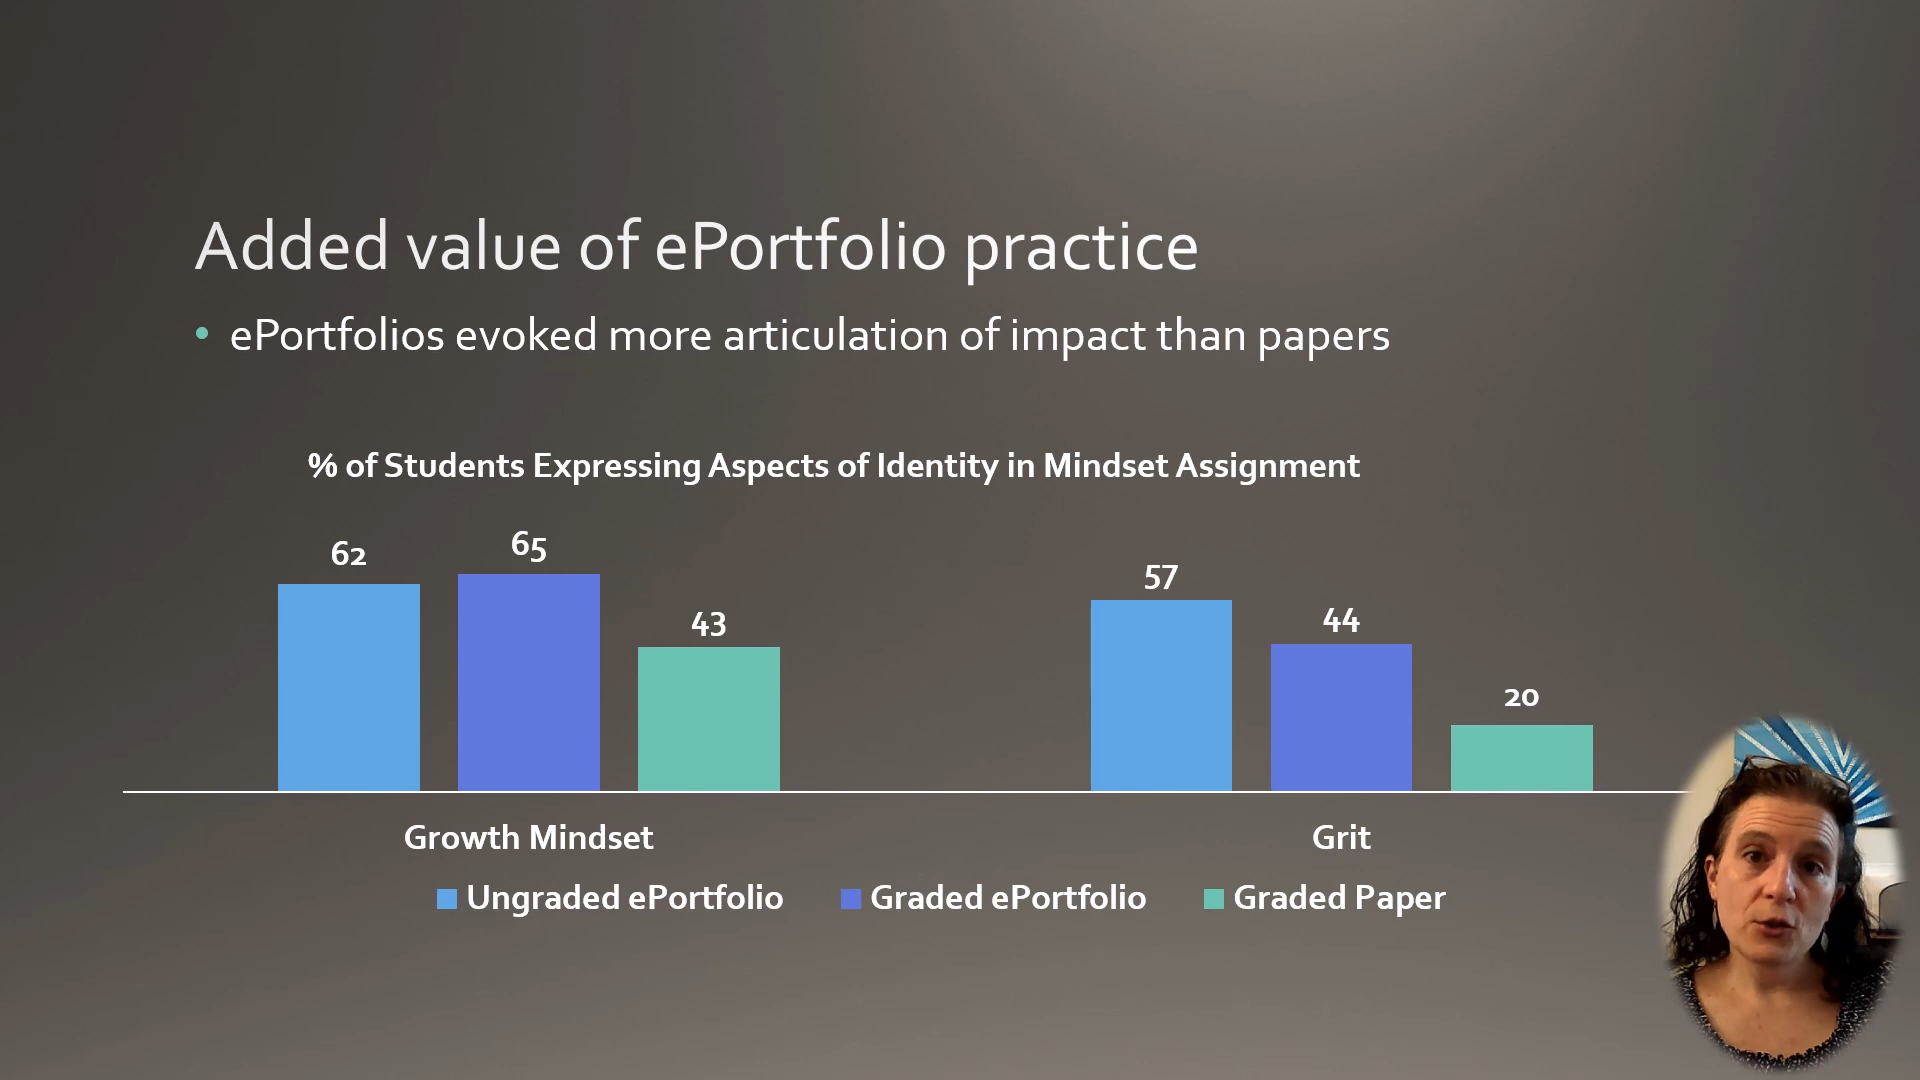 Added value of ePortfolio practice
• ePortfolios evoked more articulation of impact than papers
% of Students Expressing Aspects of Identity in Mindset Assignment
62
65
43
57
44
20
Growth Mindset
Grit
Ungraded ePortfolio
Graded ePortfolio
Graded Paper